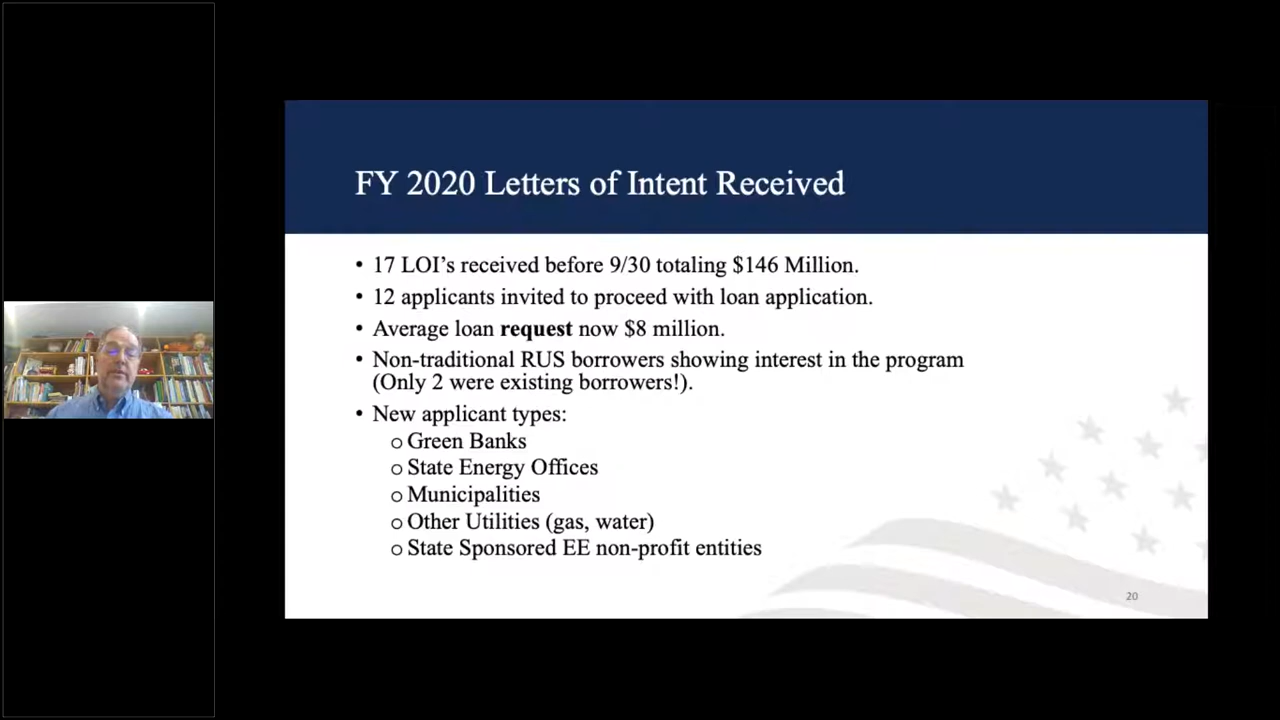 FY 2020 Letters of Intent Received
• 17 LOI’s received before 9/30 totaling $146 Million.
• 12 applicants invited to proceed with loan application.
• Average loan request now $8 million.
• Non-traditional RUS borrowers showing interest in the program
(Only 2 were existing borrowers!).
• New applicant types:
o Green Banks
o State Energy Offices
o Municipalities
o Other Utilities (gas, water)
o State Sponsored EE non-profit entities
20